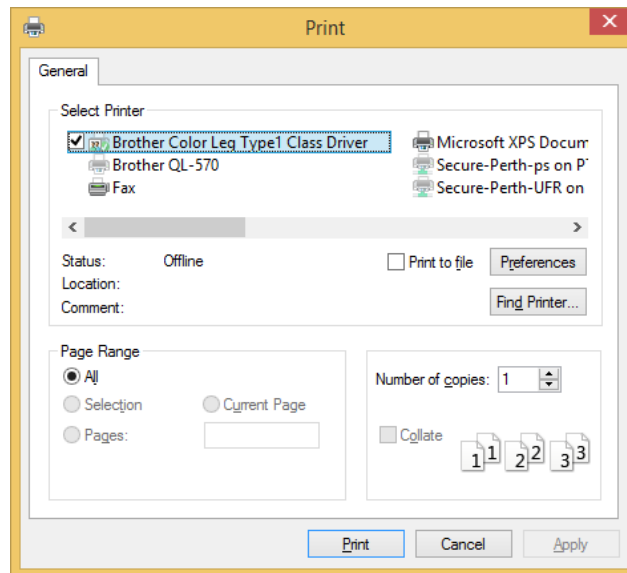 Print
General
Select Printer
Brother Color Leg Type1 Class Driver
Microsoft XPS Docum
Brother QL-570
Secure-Perth-ps on P
Fax
Secure-Perth-UFR on
Status: Offline
Print to file
Preferences
Location:
Comment:
Find Printer...
Page Range
All
Number of copies: 1
Selection
Current Page
Pages:
Collate
1 1 2 2 3 3
Print
Cancel
Apply